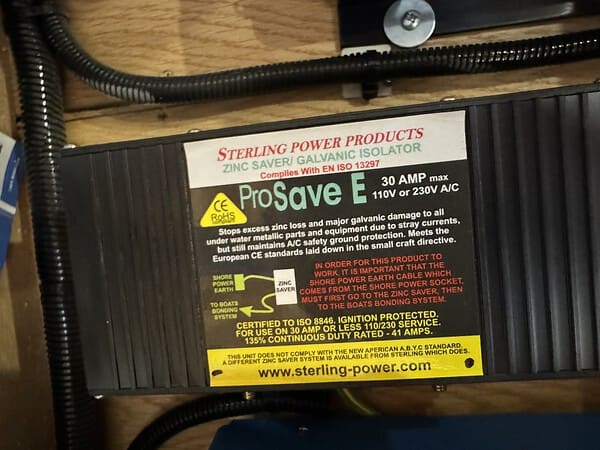 STERLING POWER PRODUCTS
ZINC SAVER/ GALVANIC ISOLATOR
Complies With EN ISO 13297
ProSave E
30 AMP max
110V or 230V A/C
CE
RoHS
Stops excess zinc loss and major galvanic damage to all
under water metallic parts and equipment due to stray currents,
but still maintains A/C safety ground protection. Meets the
European CE standards laid down in the small craft directive.
SHORE
POWER
EARTH
ZINC
SAVER
TO BOATS
BONDING
SYSTEM
IN ORDER FOR THIS PRODUCT TO
WORK, IT IS IMPORTANT THAT THE
SHORE POWER EARTH CABLE WHICH
COMES FROM THE SHORE POWER SOCKET,
MUST FIRST GO TO THE ZINC SAVER, THEN
TO THE BOATS BONDING SYSTEM.
CERTIFIED TO ISO 8846. IGNITION PROTECTED.
FOR USE ON 30 AMP OR LESS 110/230 SERVICE.
135% CONTINUOUS DUTY RATED - 41 AMPS.
THIS UNIT DOES NOT COMPLY WITH THE NEW APERICAN A.B.Y.C STANDARD.
A DIFFERENT ZINC SAVER SYSTEM IS AVAILABLE FROM STERLING WHICH DOES.
www.sterling-power.com